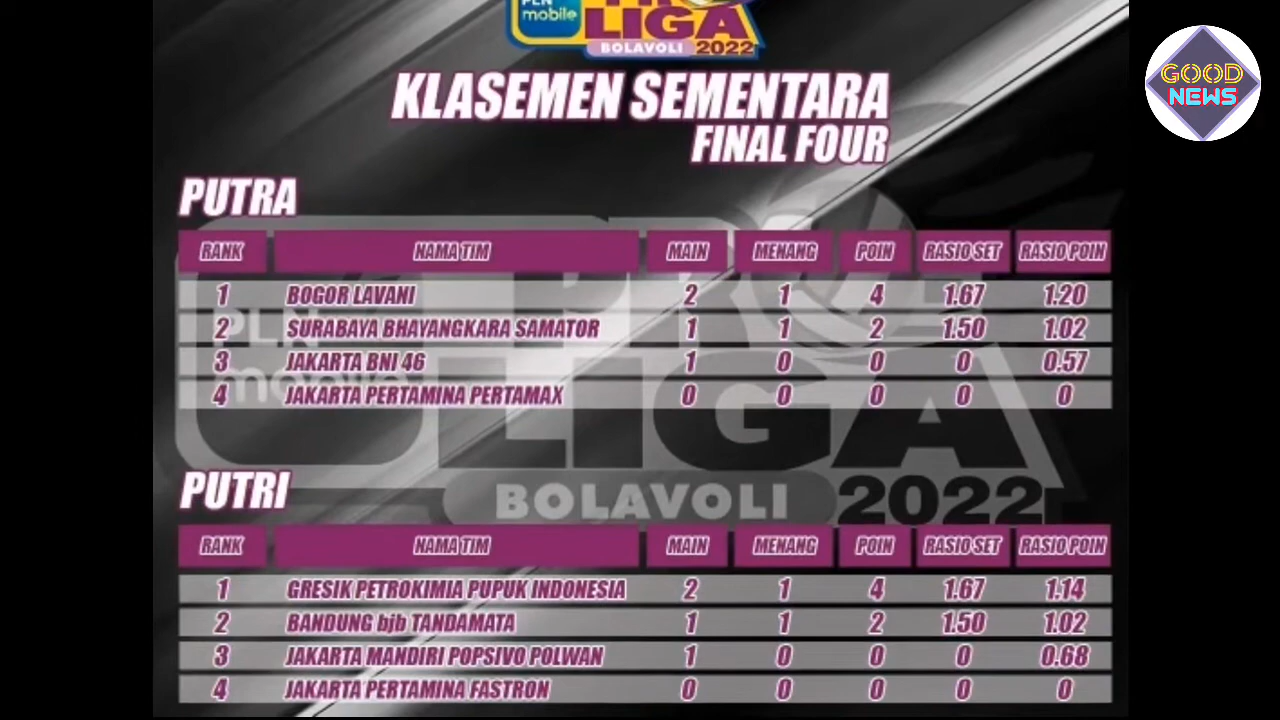 PLN
mobile
LIGA
BOLAVOLI 2022
GOOD
NEWS
KLASEMEN SEMENTARA
FINAL FOUR
PUTRA
RANK NAMA TIM MAIN MENANG POIN RASIO SET RASIO POIN
1 BOGOR LAVANI 2 1 4 1.67 1.20
2 SURABAYA BHAYANGKARA SAMATOR 1 1 2 1.50 1.02
3 JAKARTA BNI 46 1 0 0 0 0.57
4 JAKARTA PERTAMINA PERTAMAX 0 0 0 0 0
PLN
mobile
PRO
LIGA
BOLAVOLI 2022
PUTRI
RANK NAMA TIM MAIN MENANG POIN RASIO SET RASIO POIN
1 GRESIK PETROKIMIA PUPUK INDONESIA 2 1 4 1.67 1.14
2 BANDUNG bjb TANDAMATA 1 1 2 1.50 1.02
3 JAKARTA MANDIRI POPSIVO POLWAN 1 0 0 0 0.68
4 JAKARTA PERTAMINA FASTRON 0 0 0 0 0